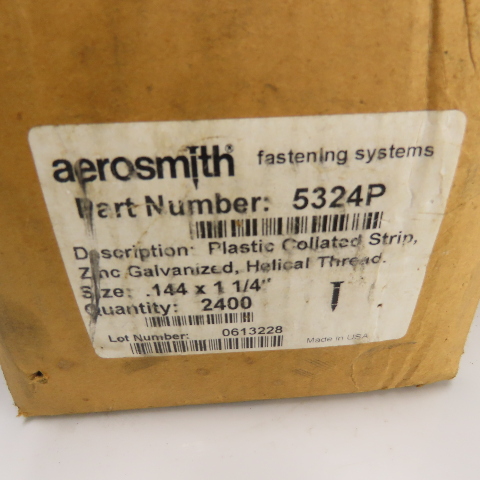 aerosmith® fastening systems
Part Number: 5324P
Description: Plastic Collated Strip,
Zinc Galvanized, Helical Thread.
Size: .144 x 1 1/4"
Quantity: 2400
Lot Number: 0613228
Made in USA